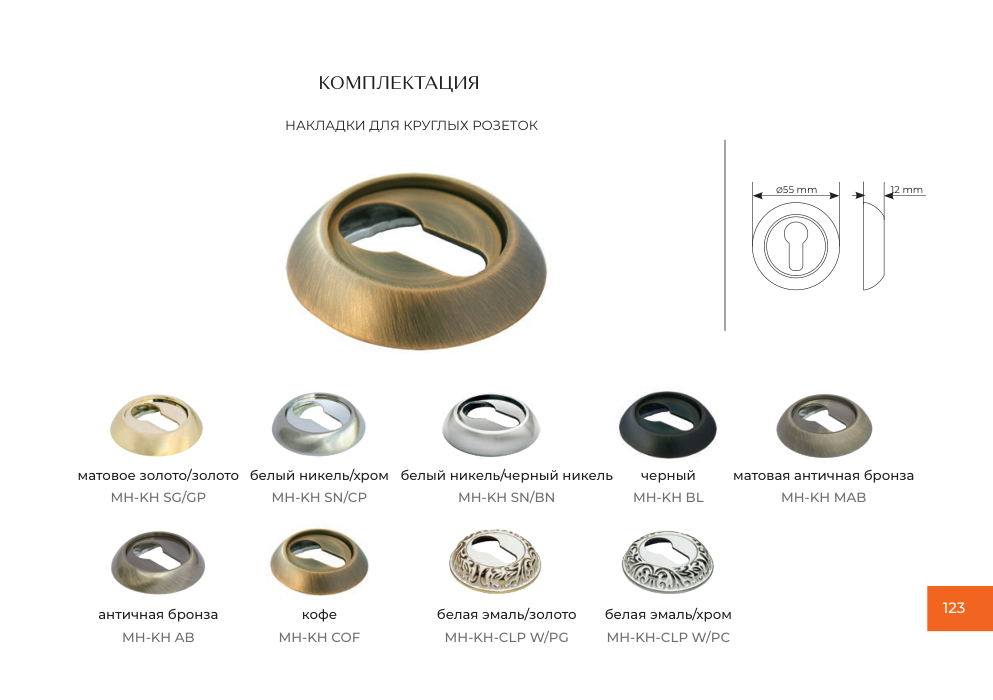 КОМПЛЕКТАЦИЯ
НАКЛАДКИ ДЛЯ КРУГЛЫХ РОЗЕТОК
⌀55 mm
12 mm
матовое золото/золото
MH-KH SG/GP
белый никель/хром
MH-KH SN/CP
белый никель/черный никель
MH-KH SN/BN
черный
MH-KH BL
матовая античная бронза
MH-KH MAB
античная бронза
MH-KH AB
кофе
MH-KH COF
белая эмаль/золото
MH-KH-CLP W/PG
белая эмаль/хром
MH-KH-CLP W/PC
123